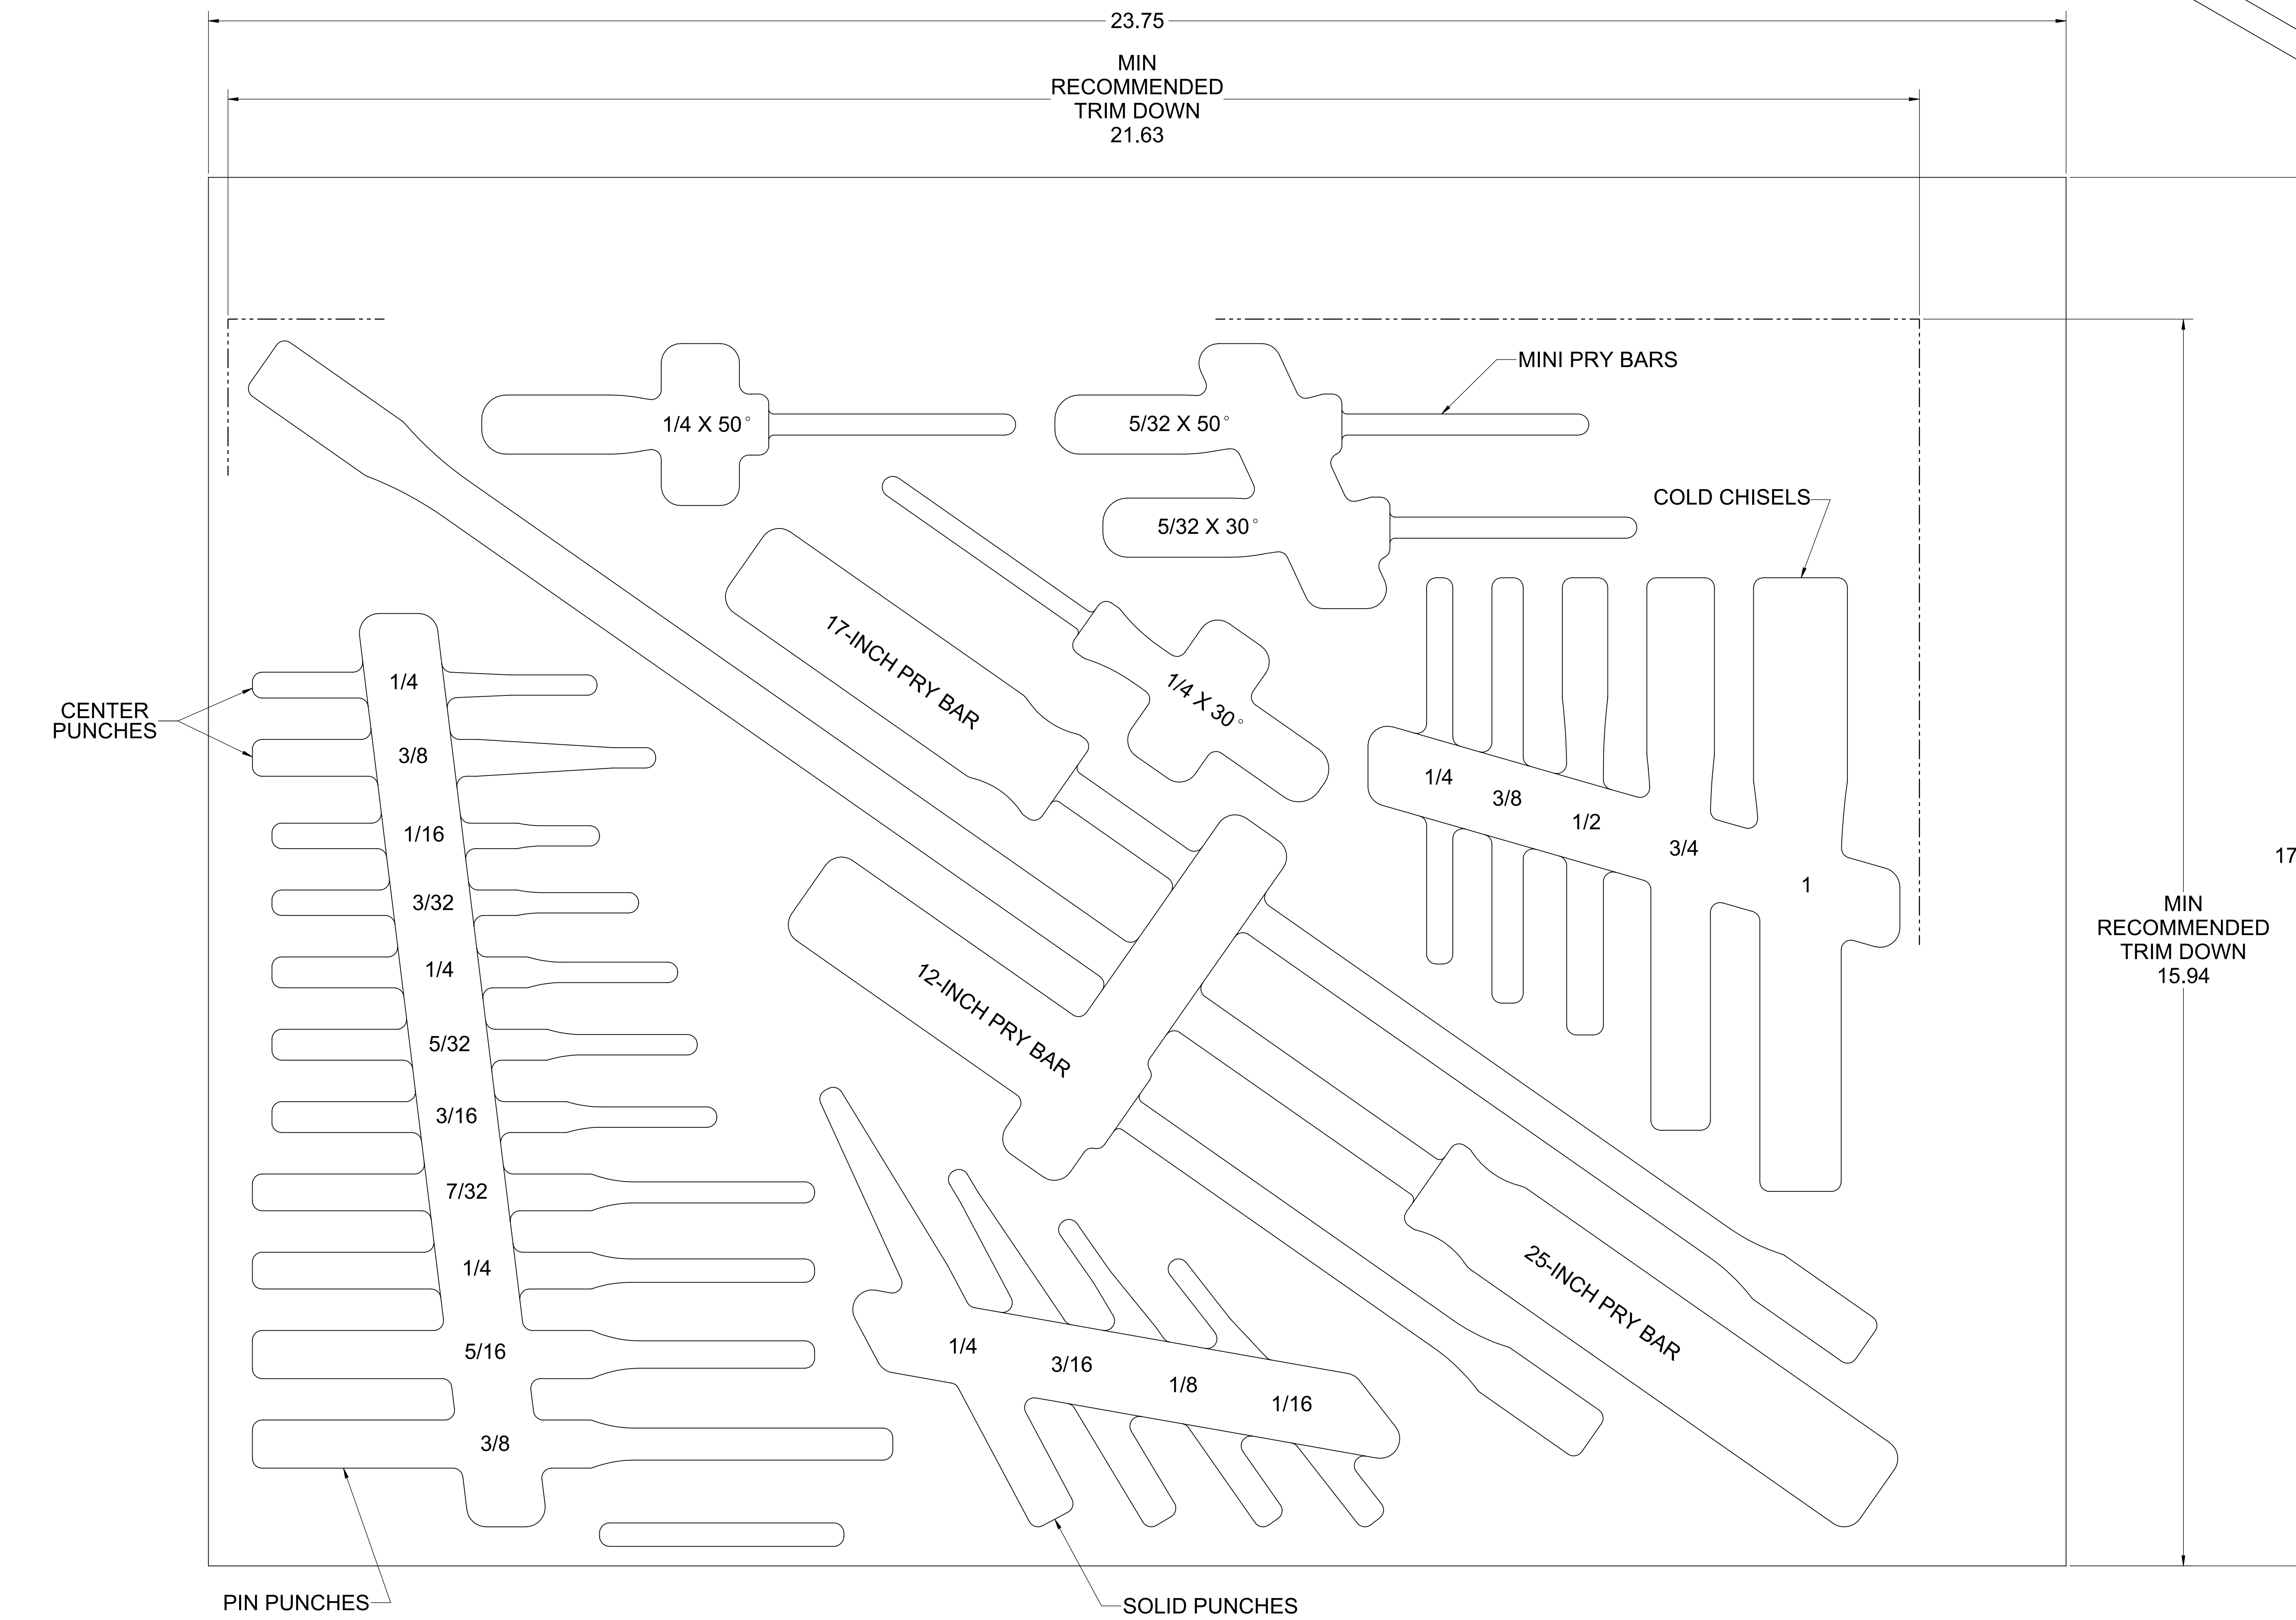 23.75
MIN
RECOMMENDED
TRIM DOWN
21.63
MINI PRY BARS
1/4 X 50°
5/32 X 50°
COLD CHISELS
5/32 X 30°
17-INCH PRY BAR
1/4 X 30°
CENTER
PUNCHES
1/4
3/8
1/16
3/32
1/4
5/32
3/16
7/32
1/4
5/16
3/8
1/4
3/8
1/2
3/4
1
17
MIN
RECOMMENDED
TRIM DOWN
15.94
12-INCH PRY BAR
25-INCH PRY BAR
1/4
3/16
1/8
1/16
PIN PUNCHES
SOLID PUNCHES